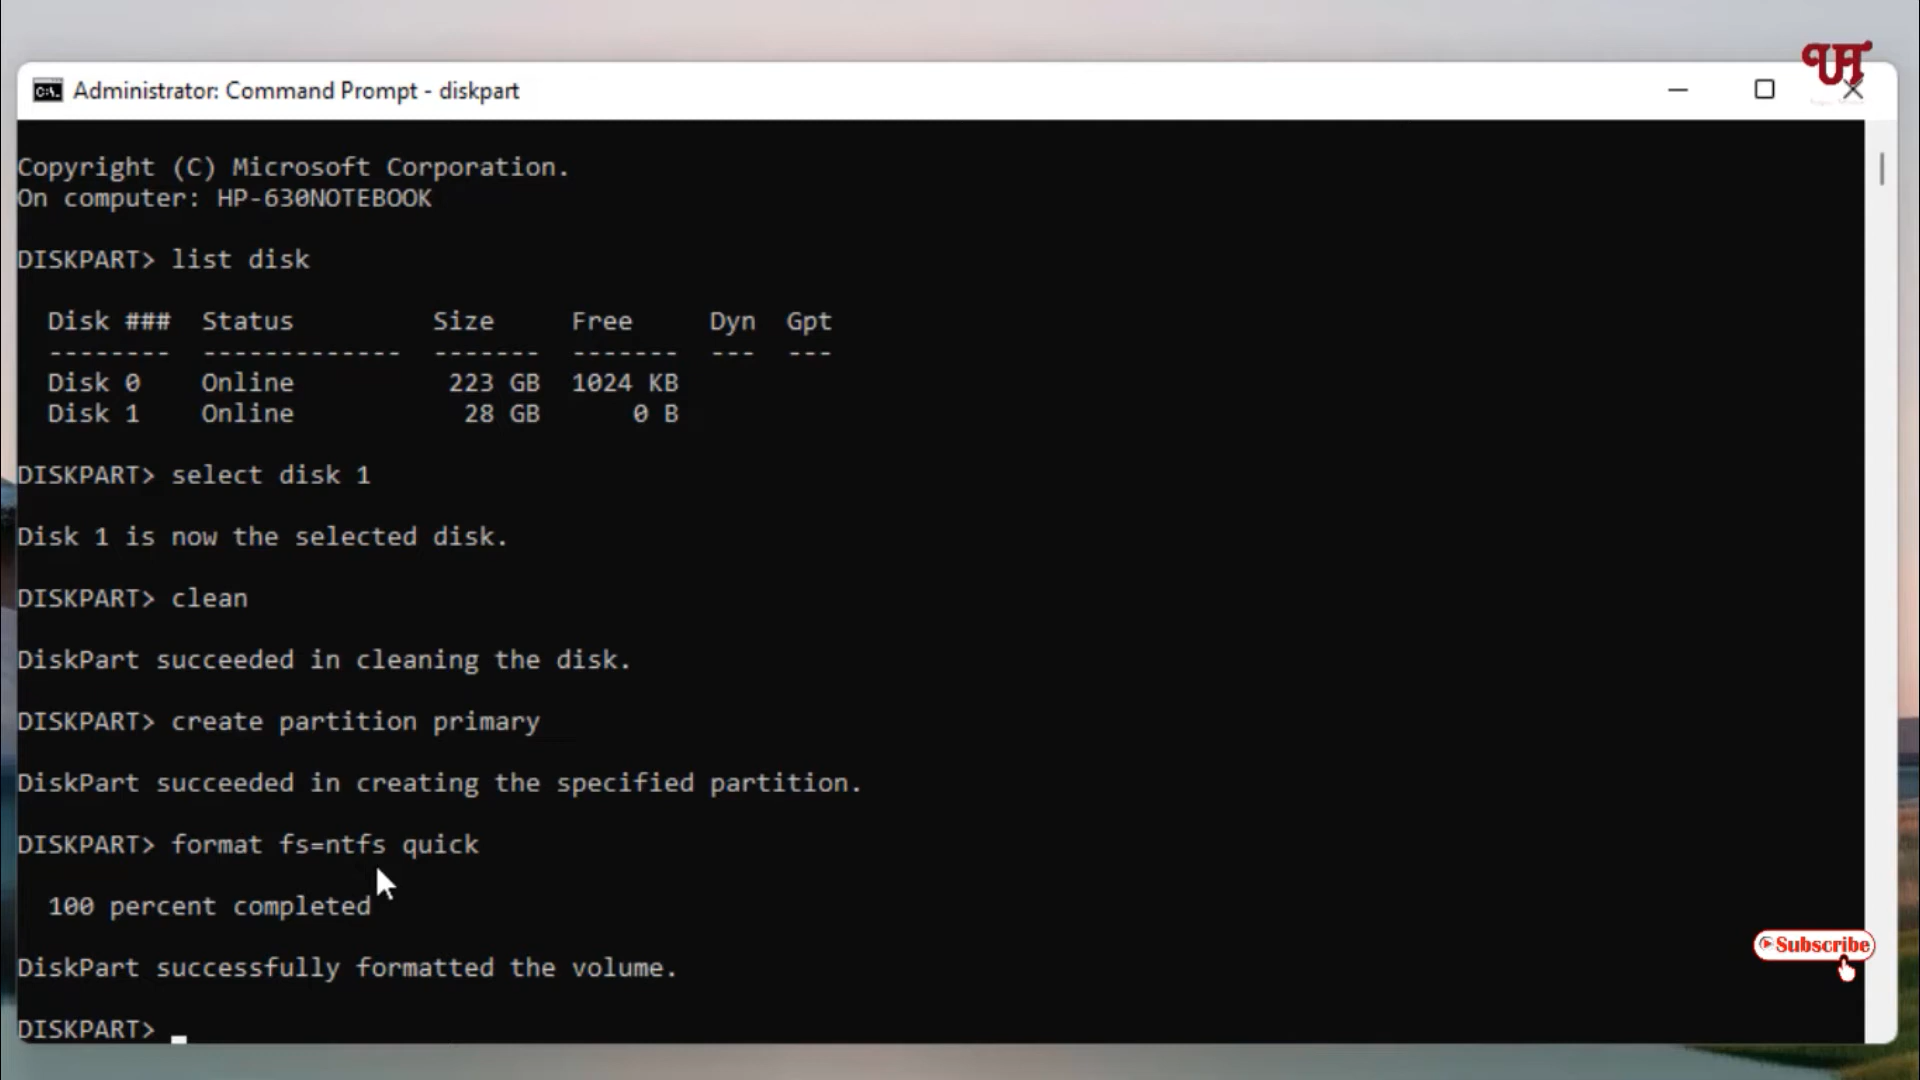 Administrator: Command Prompt - diskpart
Copyright (C) Microsoft Corporation.
On computer: HP-630NOTEBOOK
DISKPART> list disk
Disk ### Status Size Free Dyn Gpt
-------- ------------- ------- ------- --- ---
Disk 0 Online 223 GB 1024 KB
Disk 1 Online 28 GB 0 B
DISKPART> select disk 1
Disk 1 is now the selected disk.
DISKPART> clean
DiskPart succeeded in cleaning the disk.
DISKPART> create partition primary
DiskPart succeeded in creating the specified partition.
DISKPART> format fs=ntfs quick
100 percent completed
DiskPart successfully formatted the volume.
DISKPART>
Subscribe